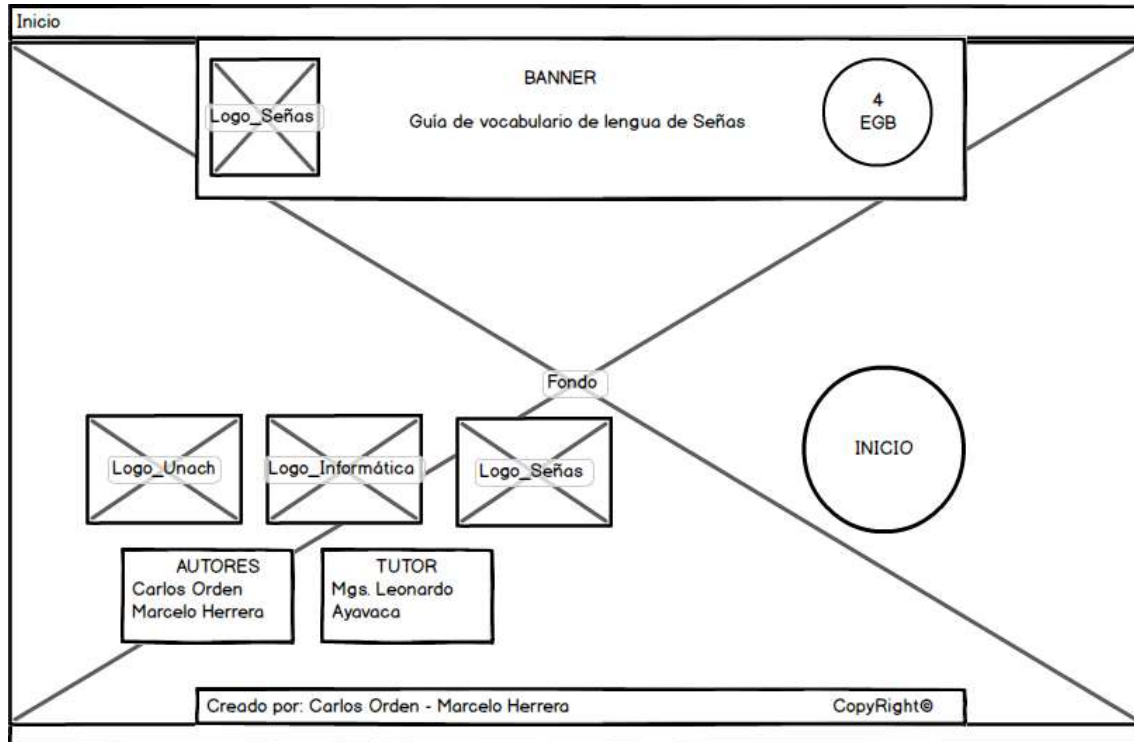 Inicio
BANNER
Logo_Señas
Guía de vocabulario de lengua de Señas
4
EGB
Fondo
Logo_Unach
Logo_Informática
Logo_Señas
INICIO
AUTORES
Carlos Orden
Marcelo Herrera
TUTOR
Mgs. Leonardo
Ayavaca
Creado por: Carlos Orden - Marcelo Herrera
CopyRight©